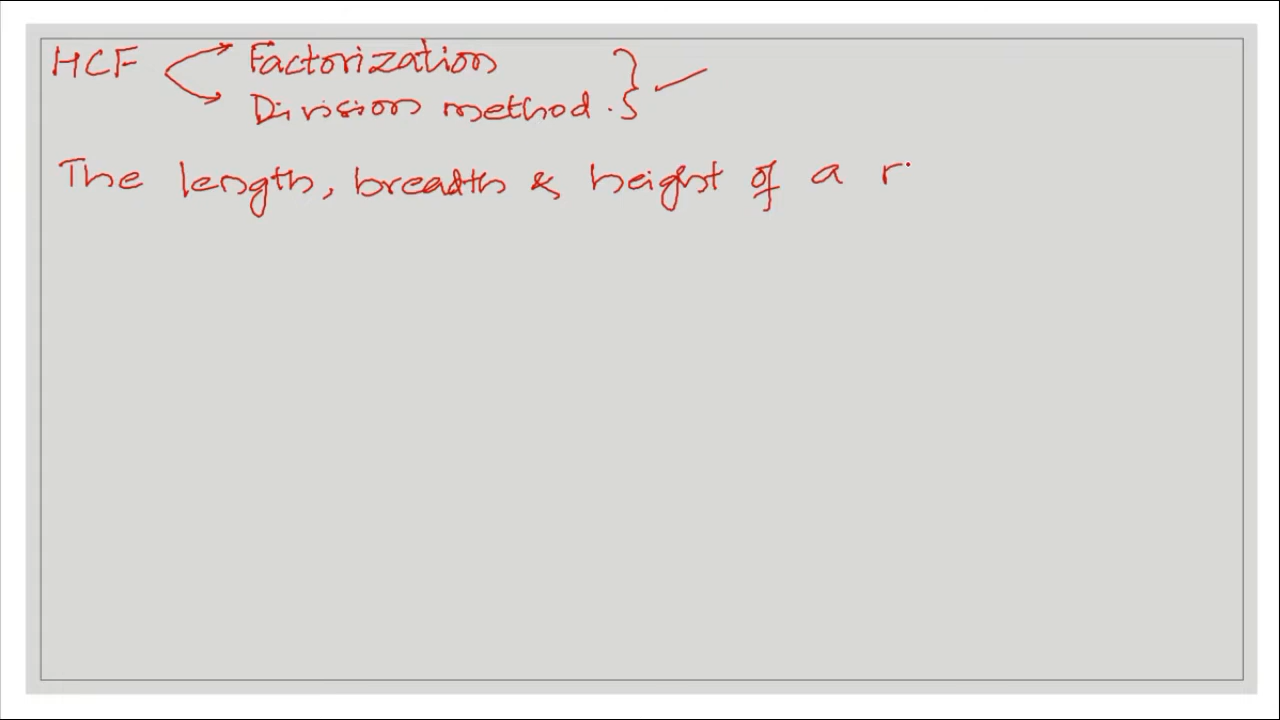 HCF Factorization
Division method.
The length, breadth & height of a r